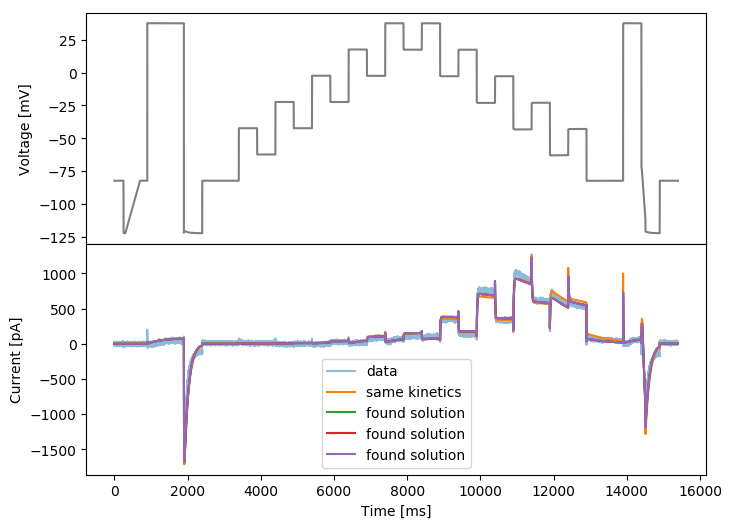 25
0
−25
−50
−75
−100
−125
Voltage [mV]
1000
500
0
−500
−1000
−1500
Current [pA]
data
same kinetics
found solution
found solution
found solution
0 2000 4000 6000 8000 10000 12000 14000 16000
Time [ms]